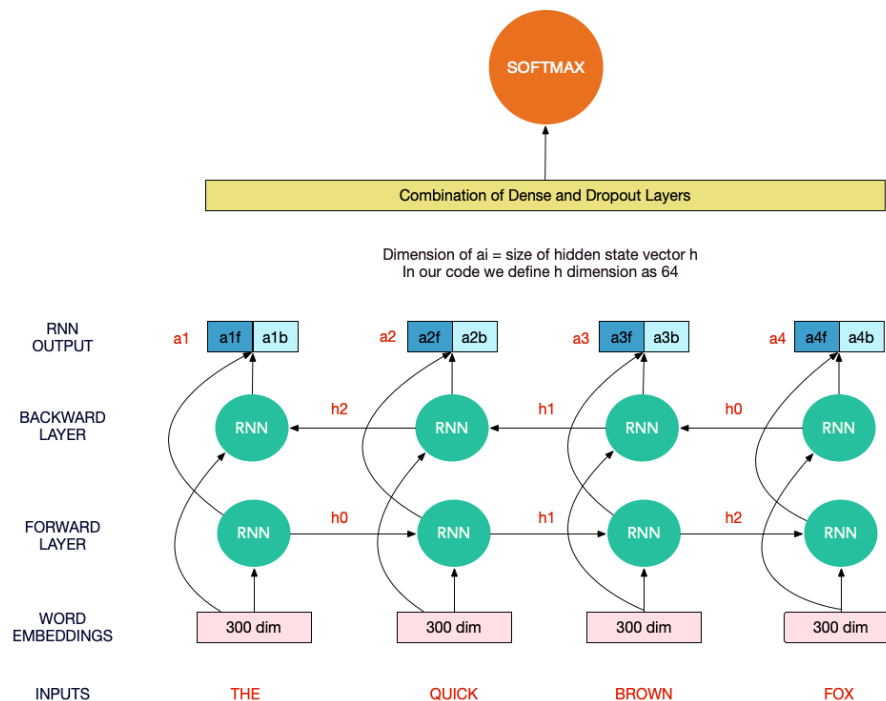 SOFTMAX
Combination of Dense and Dropout Layers
Dimension of ai = size of hidden state vector h
In our code we define h dimension as 64
RNN
OUTPUT
a1
a1f
a1b
a2
a2f
a2b
a3
a3f
a3b
a4
a4f
a4b
BACKWARD
LAYER
RNN
h2
RNN
h1
RNN
h0
RNN
FORWARD
LAYER
RNN
h0
RNN
h1
RNN
h2
RNN
WORD
EMBEDDINGS
300 dim
300 dim
300 dim
300 dim
INPUTS
THE
QUICK
BROWN
FOX